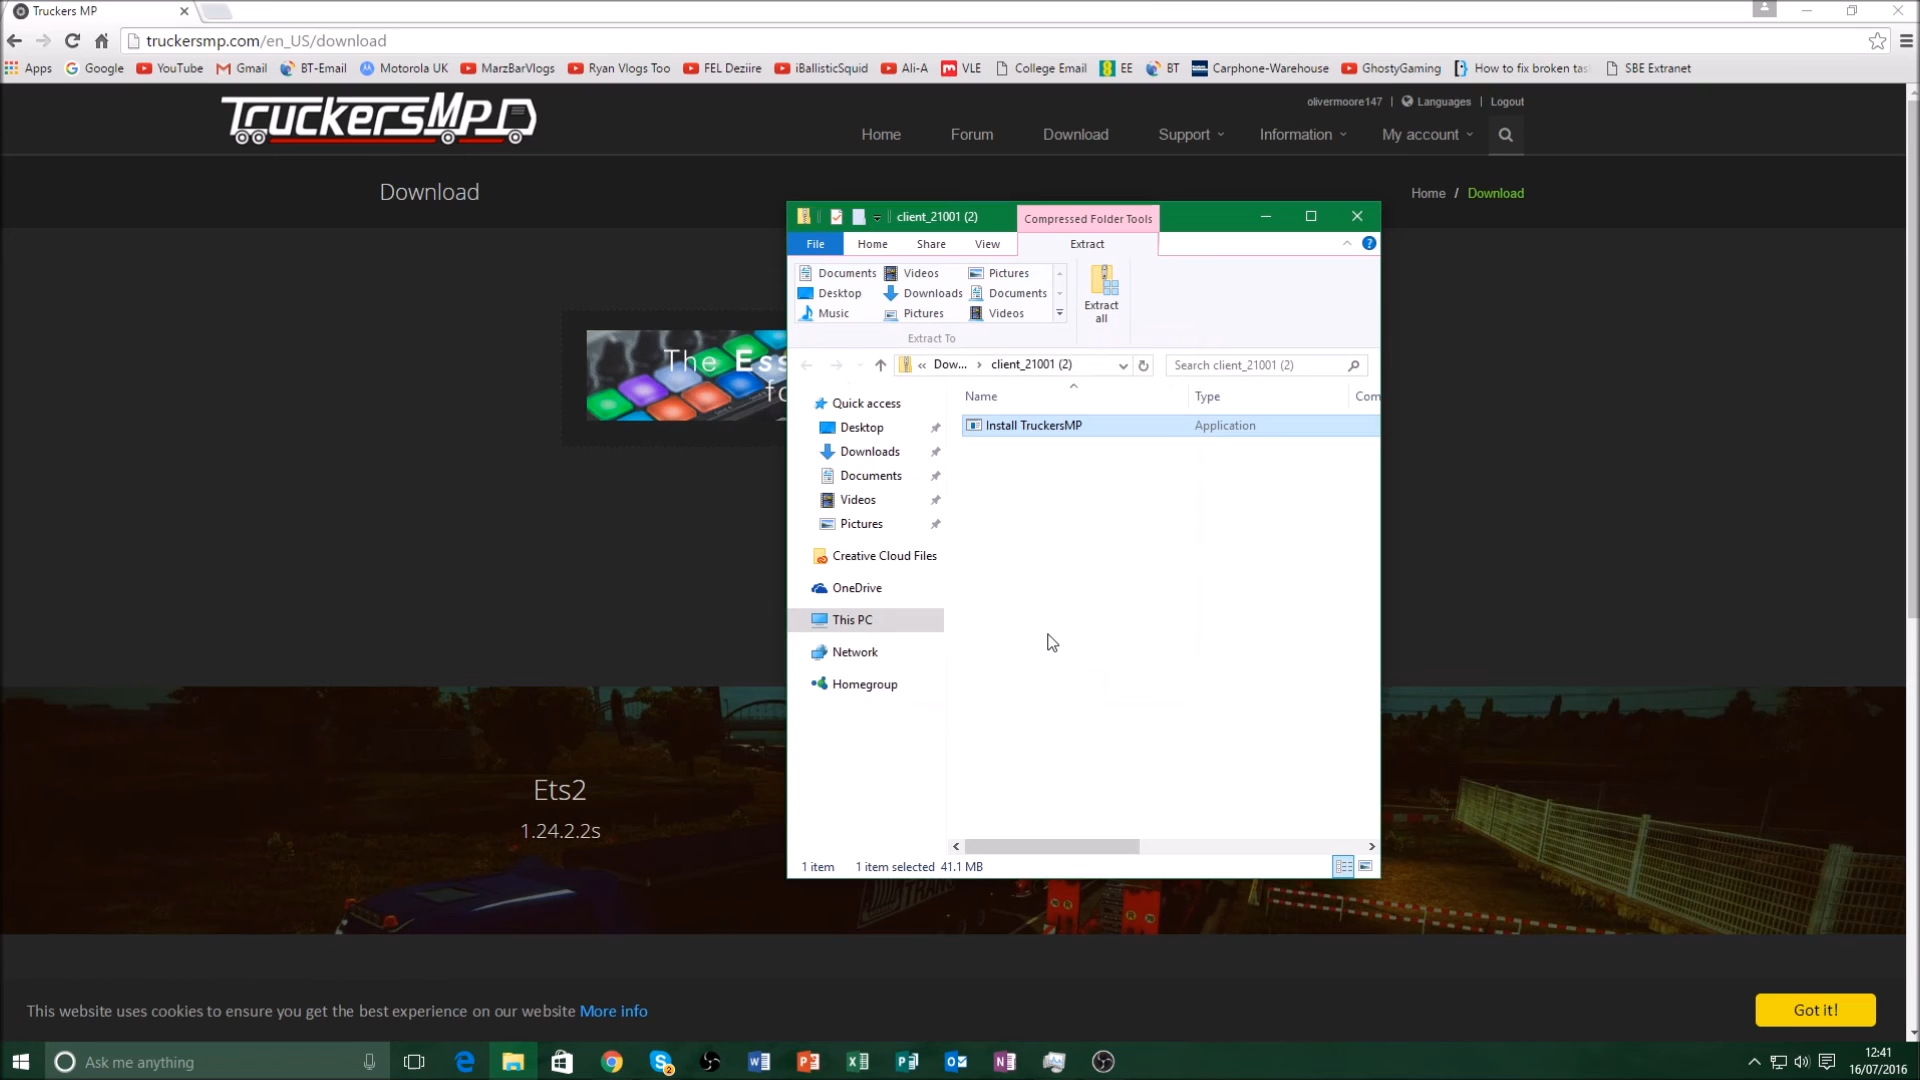 Truckers MP
truckersmp.com/en_US/download
Apps Google YouTube Gmail BT-Email Motorola UK MarzBarVlogs Ryan Vlogs Too FEL Deziire iBallisticSquid Ali-A VLE College Email EE BT Carphone-Warehouse GhostyGaming How to fix broken tas SBE Extranet
olivermoore147 | Languages | Logout
TruckersMP
Home Forum Download Support Information My account
Download
Home / Download
client_21001 (2) Compressed Folder Tools
File Home Share View Extract
Documents Videos Pictures
Desktop Downloads Documents
Music Pictures Videos
Extract all
Extract To
« Dow... › client_21001 (2) Search client_21001 (2)
The Ess
fo
Name Type Com
Quick access
Install TruckersMP Application
Desktop
Downloads
Documents
Videos
Pictures
Creative Cloud Files
OneDrive
This PC
Network
Homegroup
Ets2
1.24.2.2s
1 item 1 item selected 41.1 MB
This website uses cookies to ensure you get the best experience on our website More info
Got it!
Ask me anything
12:41
16/07/2016